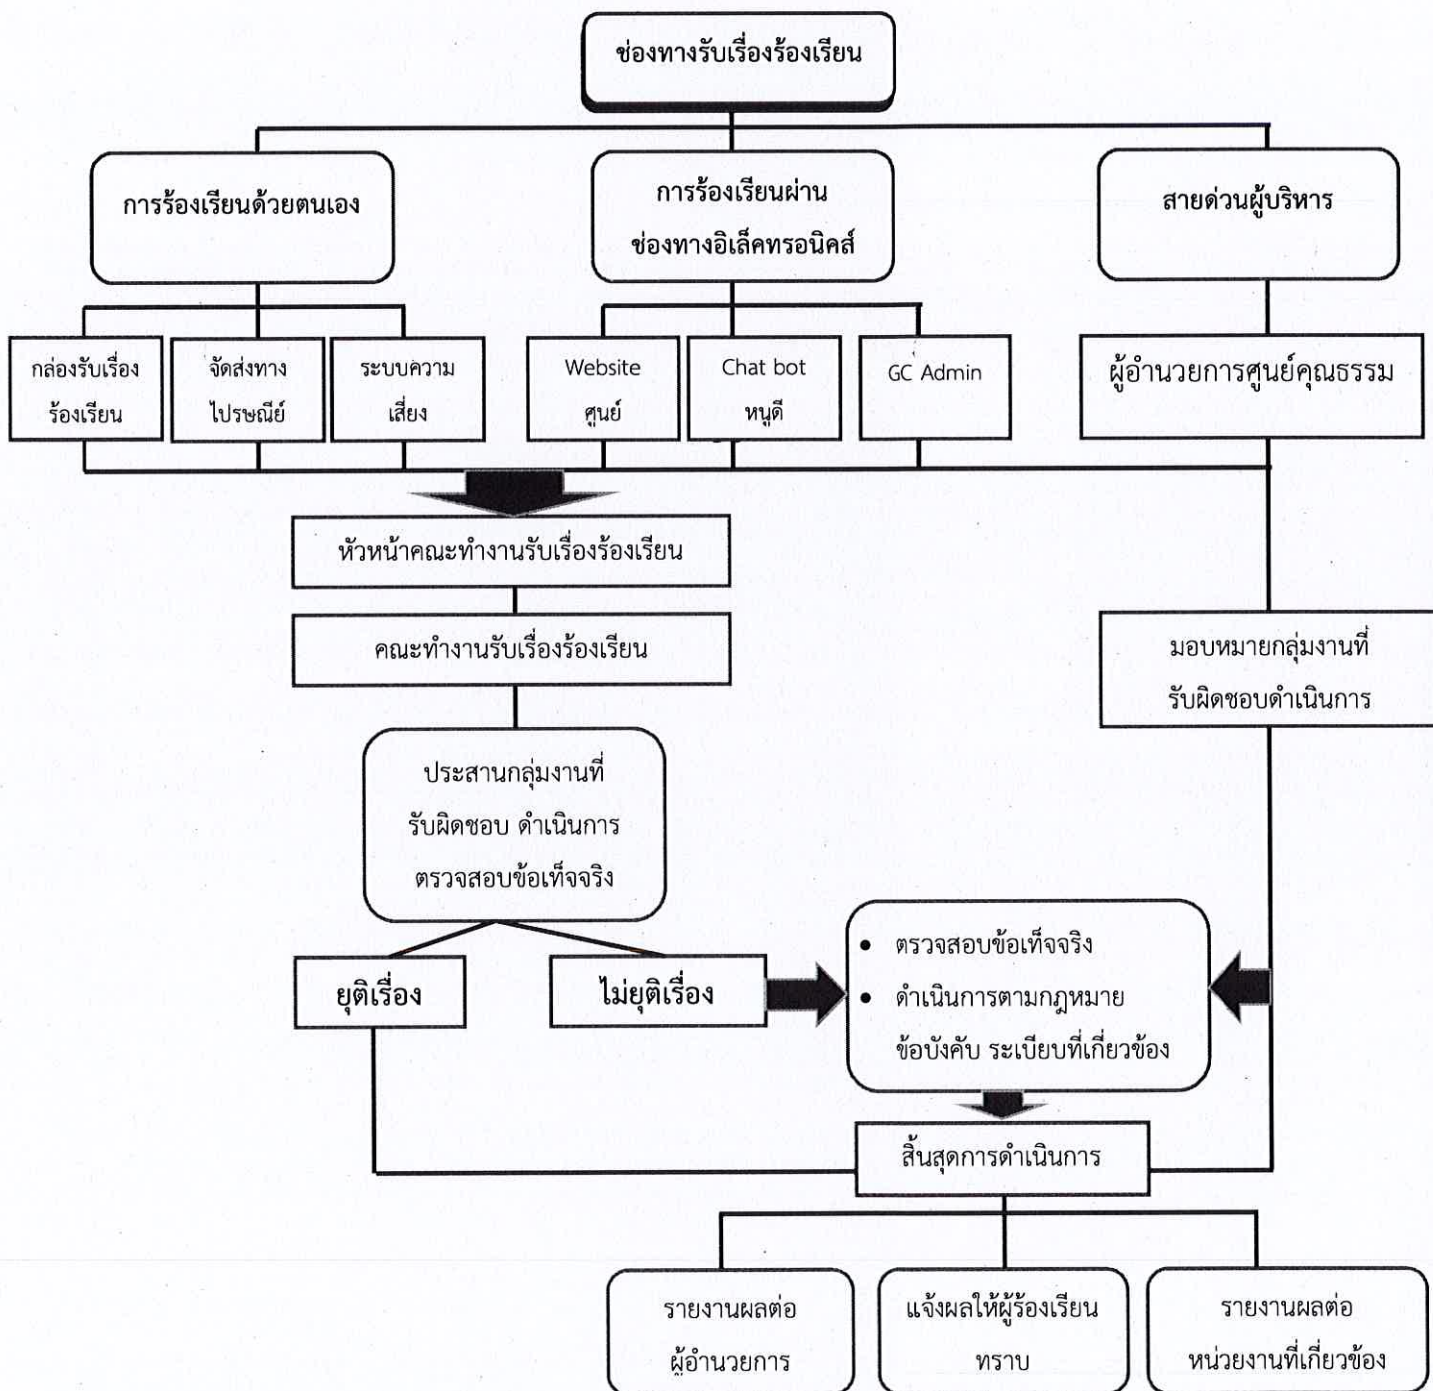 ช่องทางรับเรื่องร้องเรียน
การร้องเรียนด้วยตนเอง
การร้องเรียนผ่าน
ช่องทางอิเล็คทรอนิคส์
สายด่วนผู้บริหาร
กล่องรับเรื่อง
ร้องเรียน
จัดส่งทาง
ไปรษณีย์
ระบบความ
เสี่ยง
Website
ศูนย์
Chat bot
หนูดี
GC Admin
ผู้อำนวยการศูนย์คุณธรรม
หัวหน้าคณะทำงานรับเรื่องร้องเรียน
คณะทำงานรับเรื่องร้องเรียน
มอบหมายกลุ่มงานที่
รับผิดชอบดำเนินการ
ประสานกลุ่มงานที่
รับผิดชอบ ดำเนินการ
ตรวจสอบข้อเท็จจริง
ยุติเรื่อง
ไม่ยุติเรื่อง
• ตรวจสอบข้อเท็จจริง
• ดำเนินการตามกฎหมาย
ข้อบังคับ ระเบียบที่เกี่ยวข้อง
สิ้นสุดการดำเนินการ
รายงานผลต่อ
ผู้อำนวยการ
แจ้งผลให้ผู้ร้องเรียน
ทราบ
รายงานผลต่อ
หน่วยงานที่เกี่ยวข้อง